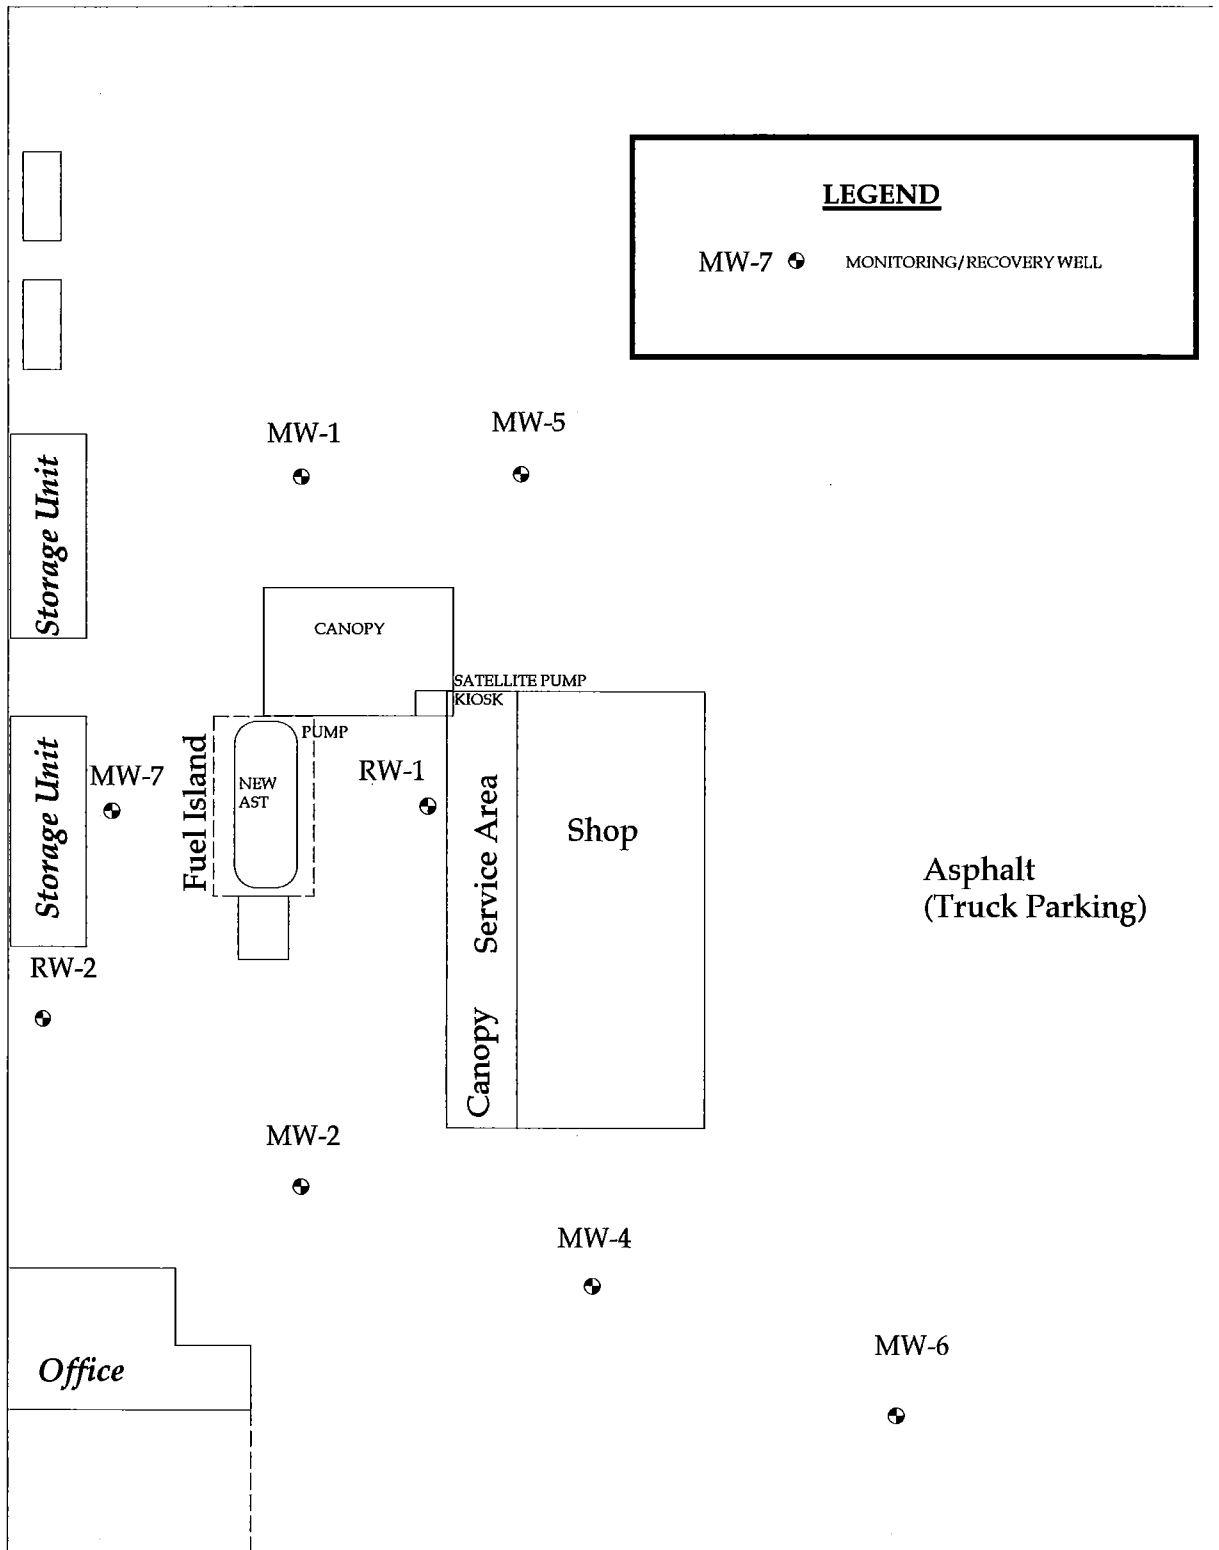 LEGEND
MW-7 MONITORING/RECOVERY WELL
MW-1
MW-5
Storage Unit
CANOPY
SATELLITE PUMP
KIOSK
PUMP
Storage Unit
MW-7
Fuel Island
NEW
AST
RW-1
Canopy Service Area
Shop
Asphalt
(Truck Parking)
RW-2
MW-2
MW-4
MW-6
Office